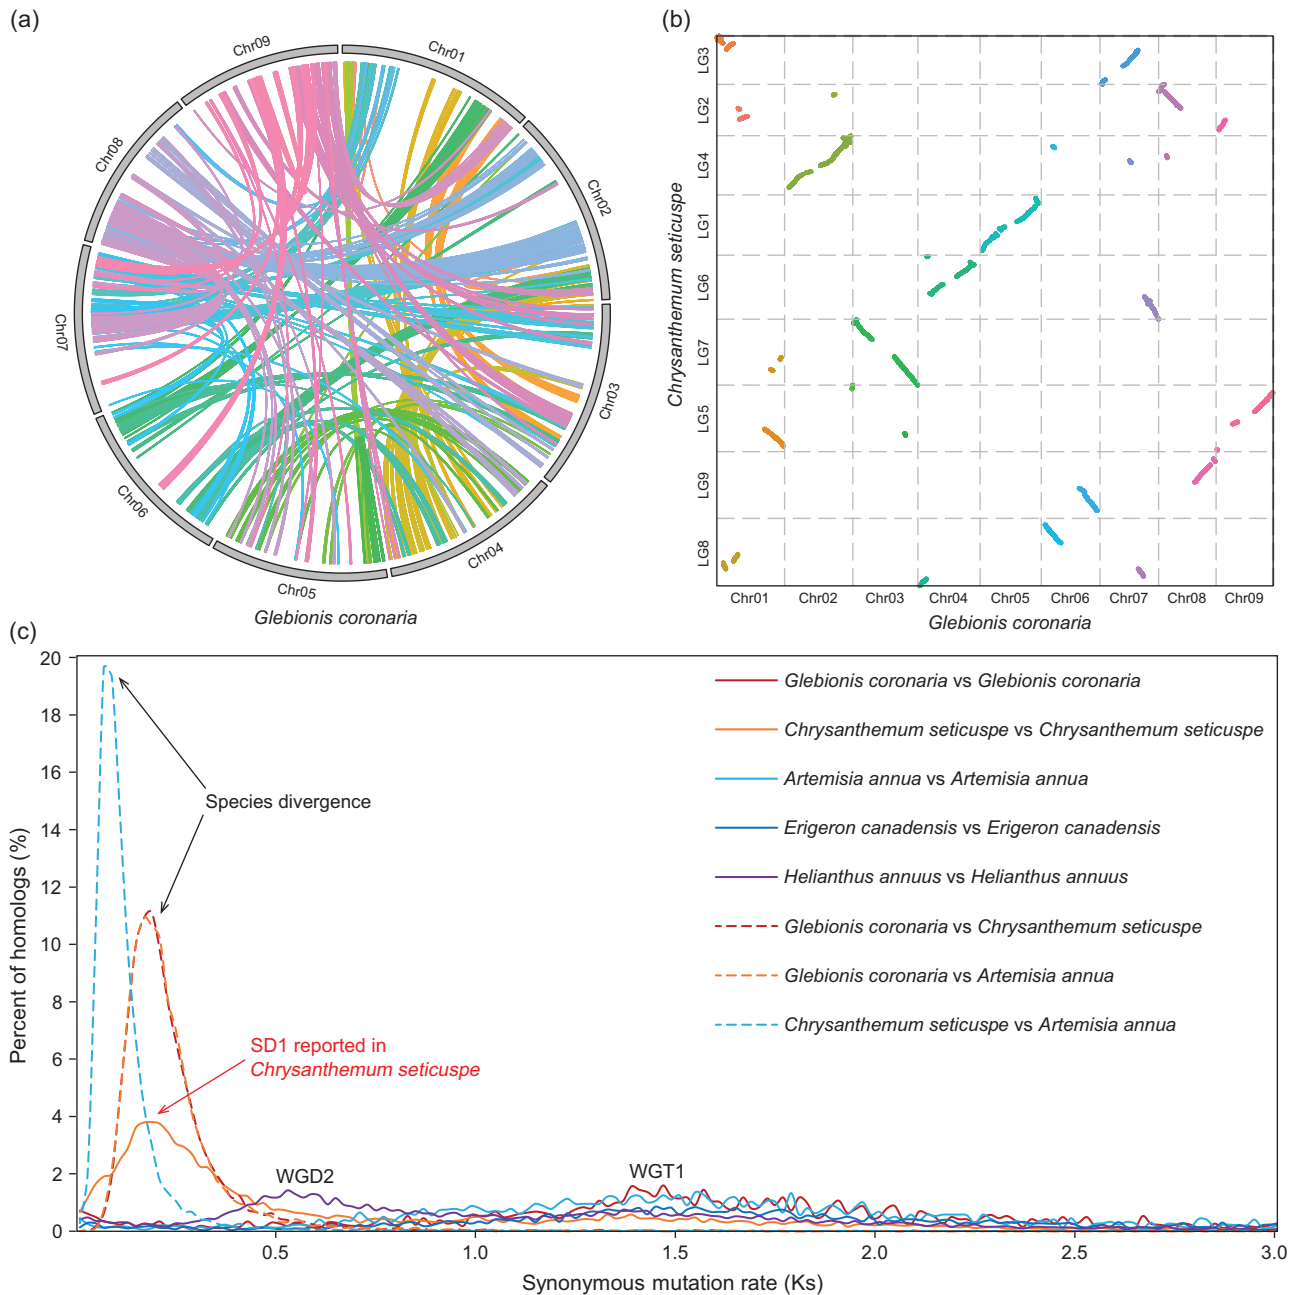 (a)
Chr09
Chr01
Chr08
Chr02
Chr07
Chr03
Chr06
Chr04
Chr05
Glebionis coronaria
(b)
Chrysanthemum seticuspe
LG3
LG2
LG4
LG1
LG6
LG7
LG5
LG9
LG8
Chr01 Chr02 Chr03 Chr04 Chr05 Chr06 Chr07 Chr08 Chr09
Glebionis coronaria
(c)
Percent of homologs (%)
20
18
16
14
12
10
8
6
4
2
0
Species divergence
SD1 reported in
Chrysanthemum seticuspe
WGD2
WGT1
Glebionis coronaria vs Glebionis coronaria
Chrysanthemum seticuspe vs Chrysanthemum seticuspe
Artemisia annua vs Artemisia annua
Erigeron canadensis vs Erigeron canadensis
Helianthus annuus vs Helianthus annuus
Glebionis coronaria vs Chrysanthemum seticuspe
Glebionis coronaria vs Artemisia annua
Chrysanthemum seticuspe vs Artemisia annua
0.5 1.0 1.5 2.0 2.5 3.0
Synonymous mutation rate (Ks)